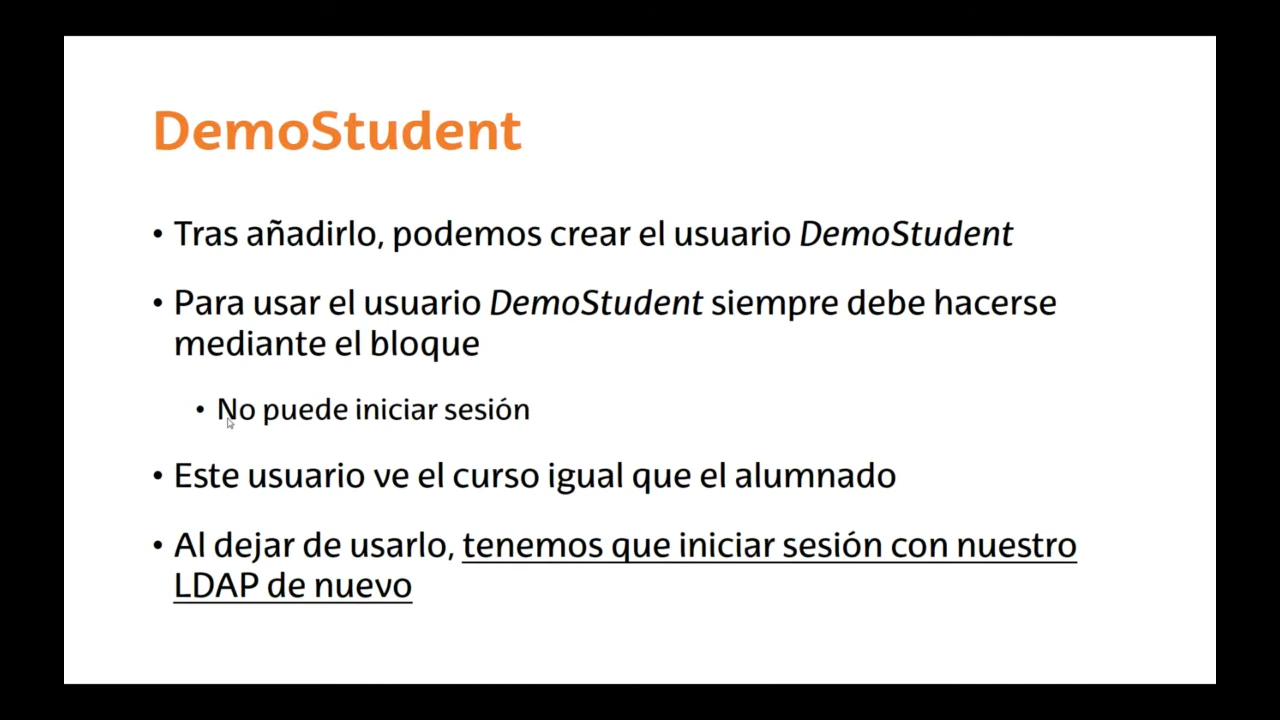 DemoStudent
• Tras añadirlo, podemos crear el usuario DemoStudent
• Para usar el usuario DemoStudent siempre debe hacerse
mediante el bloque
• No puede iniciar sesión
• Este usuario ve el curso igual que el alumnado
• Al dejar de usarlo, tenemos que iniciar sesión con nuestro
LDAP de nuevo